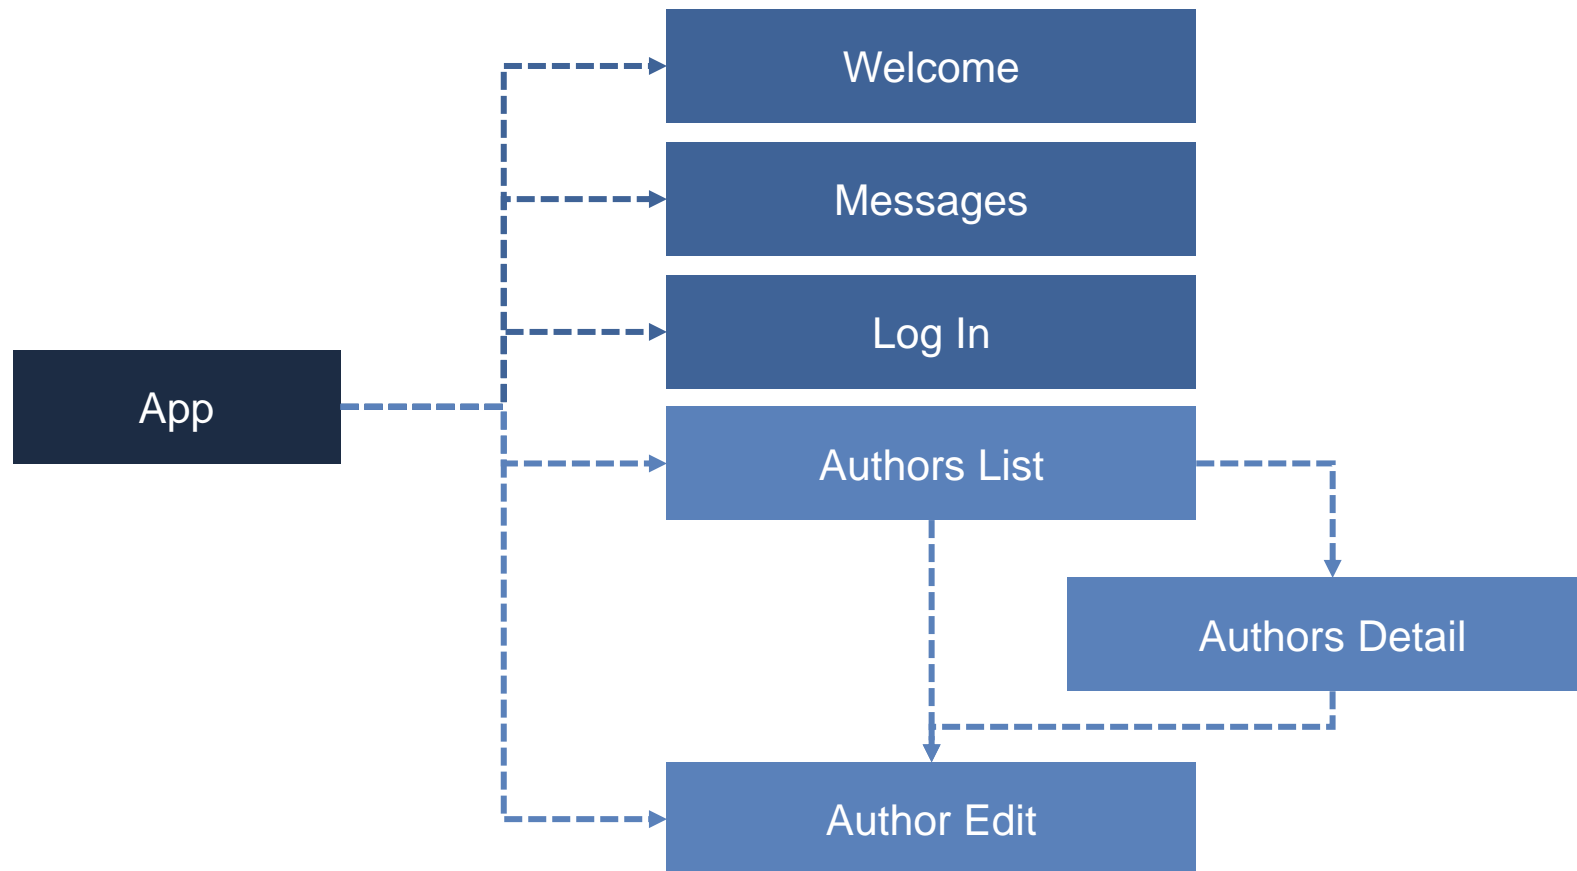 Welcome
Messages
Log In
App
Authors List
Authors Detail
Author Edit